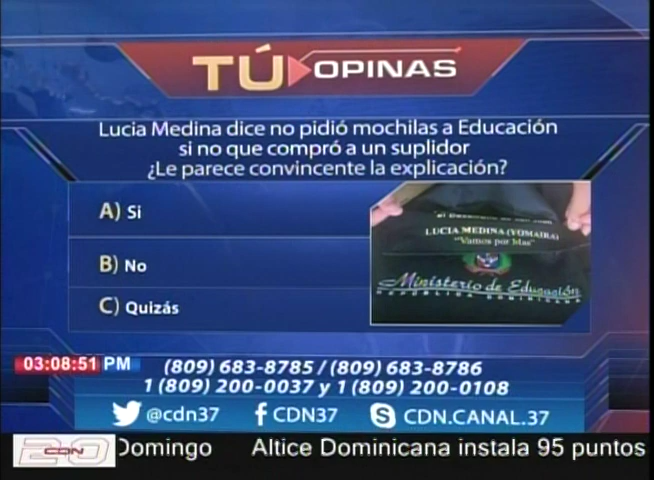 TÚ OPINAS
Lucia Medina dice no pidió mochilas a Educación
si no que compró a un suplidor
¿Le parece convincente la explicación?
A) Si
B) No
C) Quizás
LUCIA MEDINA (YOMAIRA)
"Vamos por Mas"
Ministerio de Educación
REPÚBLICA DOMINICANA
03:08:51 PM
(809) 683-8785 / (809) 683-8786
1 (809) 200-0037 y 1 (809) 200-0108
@cdn37 CDN37 CDN.CANAL.37
CDN Domingo Altice Dominicana instala 95 puntos